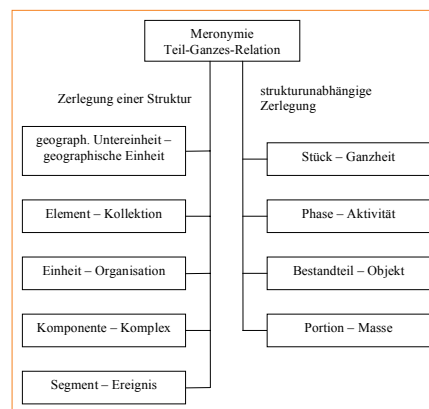 Meronymie
Teil-Ganzes-Relation
Zerlegung einer Struktur
geograph. Untereinheit –
geographische Einheit
Element – Kollektion
Einheit – Organisation
Komponente – Komplex
Segment – Ereignis
strukturunabhängige
Zerlegung
Stück – Ganzheit
Phase – Aktivität
Bestandteil – Objekt
Portion – Masse